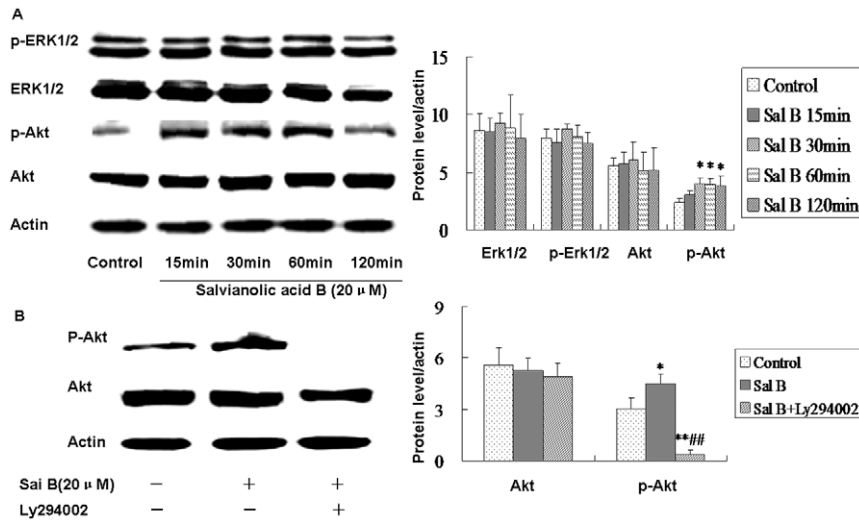 A
p-ERK1/2
ERK1/2
p-Akt
Akt
Actin
Control 15min 30min 60min 120min
Salvianolic acid B (20 μM)
Protein level/actin
15
10
5
0
***
Erk1/2 p-Erk1/2 Akt p-Akt
Control
Sal B 15min
Sal B 30min
Sal B 60min
Sal B 120min
B
P-Akt
Akt
Actin
Sai B(20 μM) − + +
Ly294002 − +
Protein level/actin
9
6
3
0
*
**##
Akt p-Akt
Control
Sal B
Sal B+Ly294002